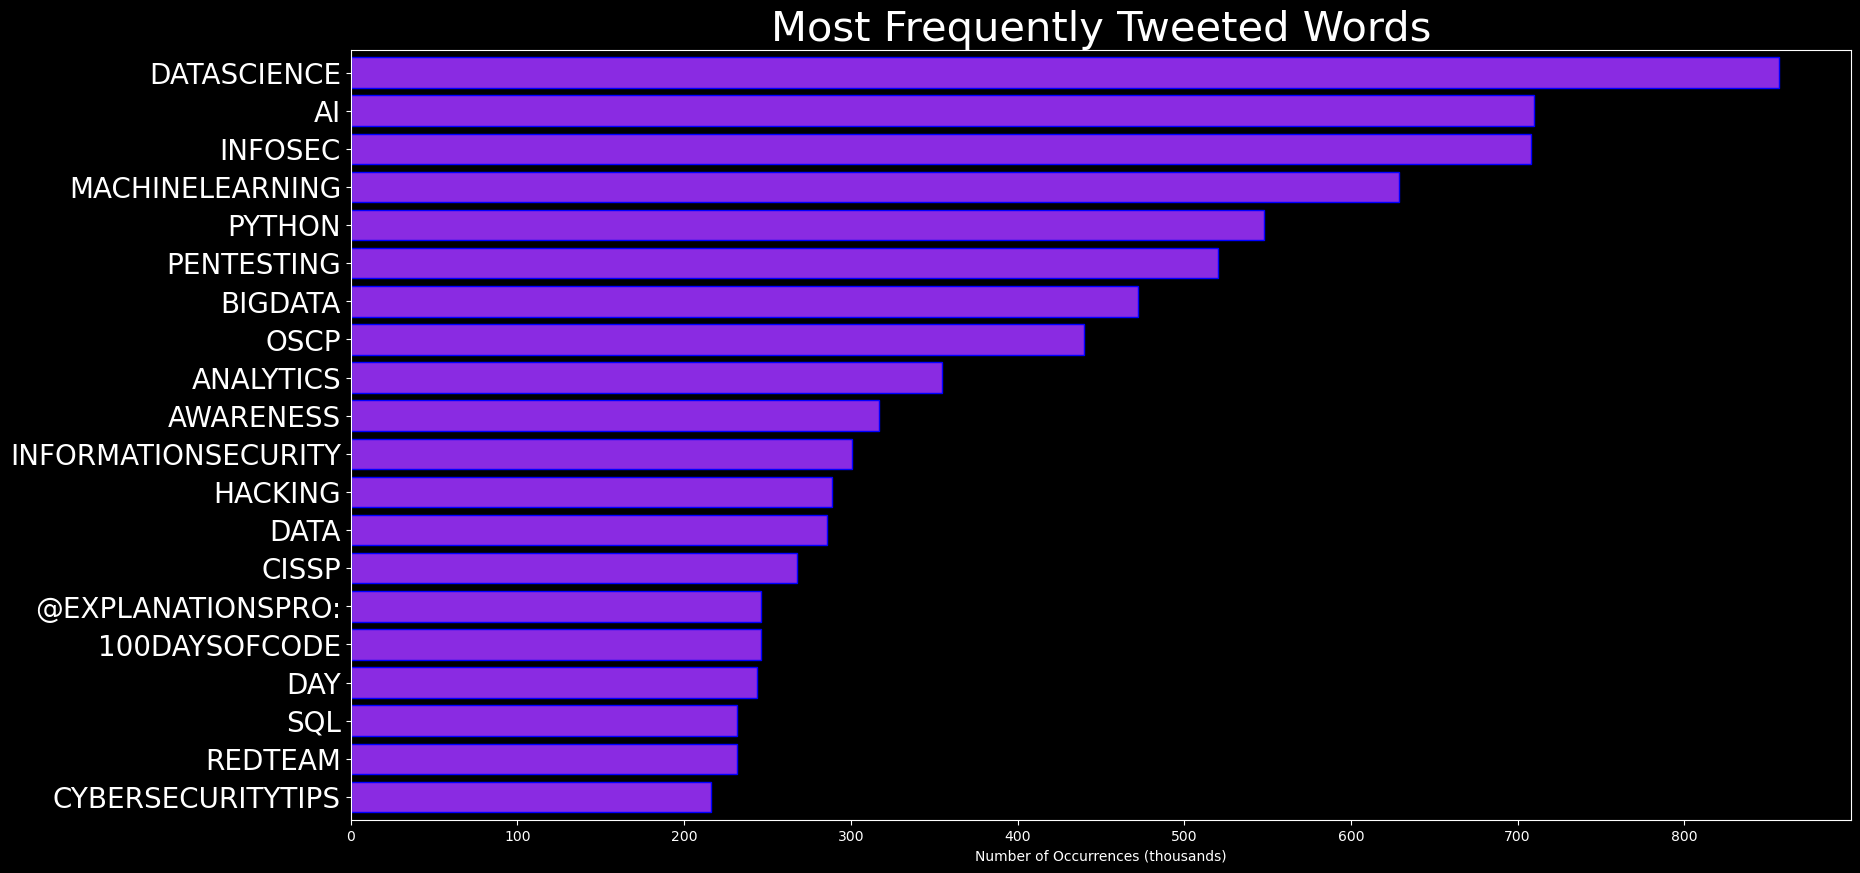 Most Frequently Tweeted Words
DATASCIENCE
AI
INFOSEC
MACHINELEARNING
PYTHON
PENTESTING
BIGDATA
OSCP
ANALYTICS
AWARENESS
INFORMATIONSECURITY
HACKING
DATA
CISSP
@EXPLANATIONSPRO:
100DAYSOFCODE
DAY
SQL
REDTEAM
CYBERSECURITYTIPS
0 100 200 300 400 500 600 700 800
Number of Occurrences (thousands)